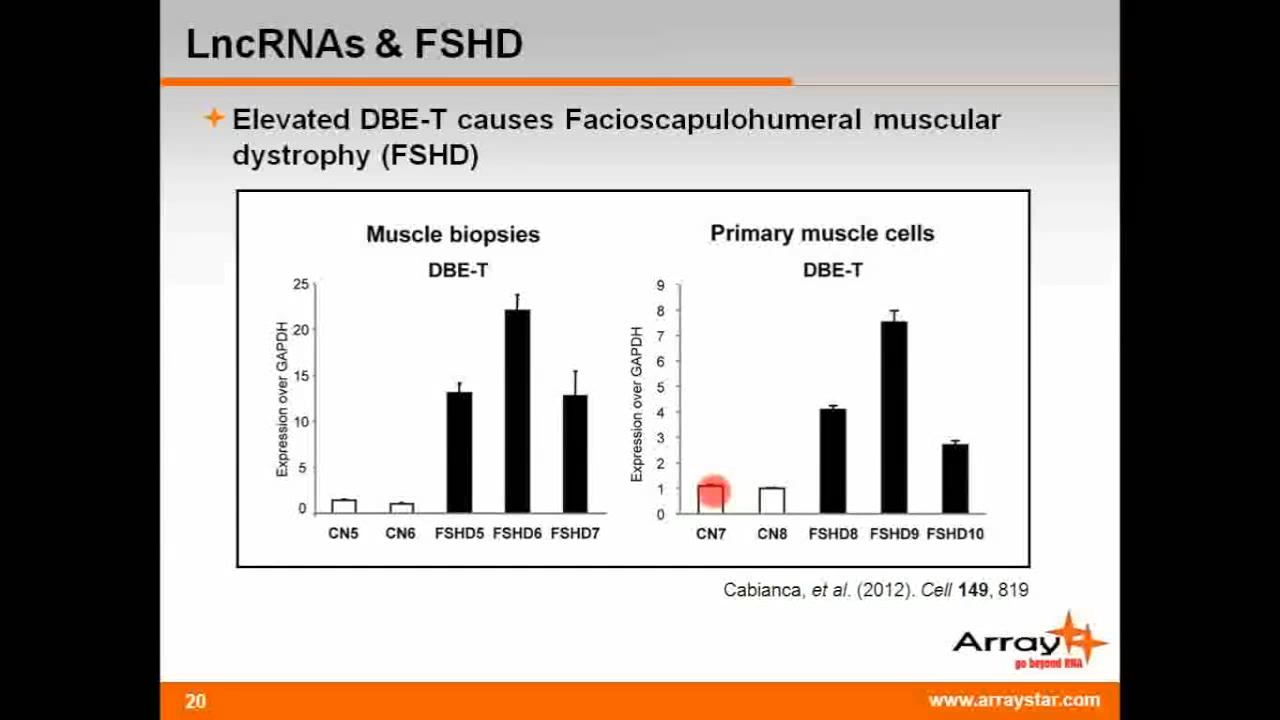 LncRNAs & FSHD
Elevated DBE-T causes Facioscapulohumeral muscular
dystrophy (FSHD)
Muscle biopsies
DBE-T
Expression over GAPDH
25
20
15
10
5
0
CN5 CN6 FSHD5 FSHD6 FSHD7
Primary muscle cells
DBE-T
Expression over GAPDH
9
8
7
6
5
4
3
2
1
0
CN7 CN8 FSHD8 FSHD9 FSHD10
Cabianca, et al. (2012). Cell 149, 819
Array
go beyond RNA
20
www.arraystar.com